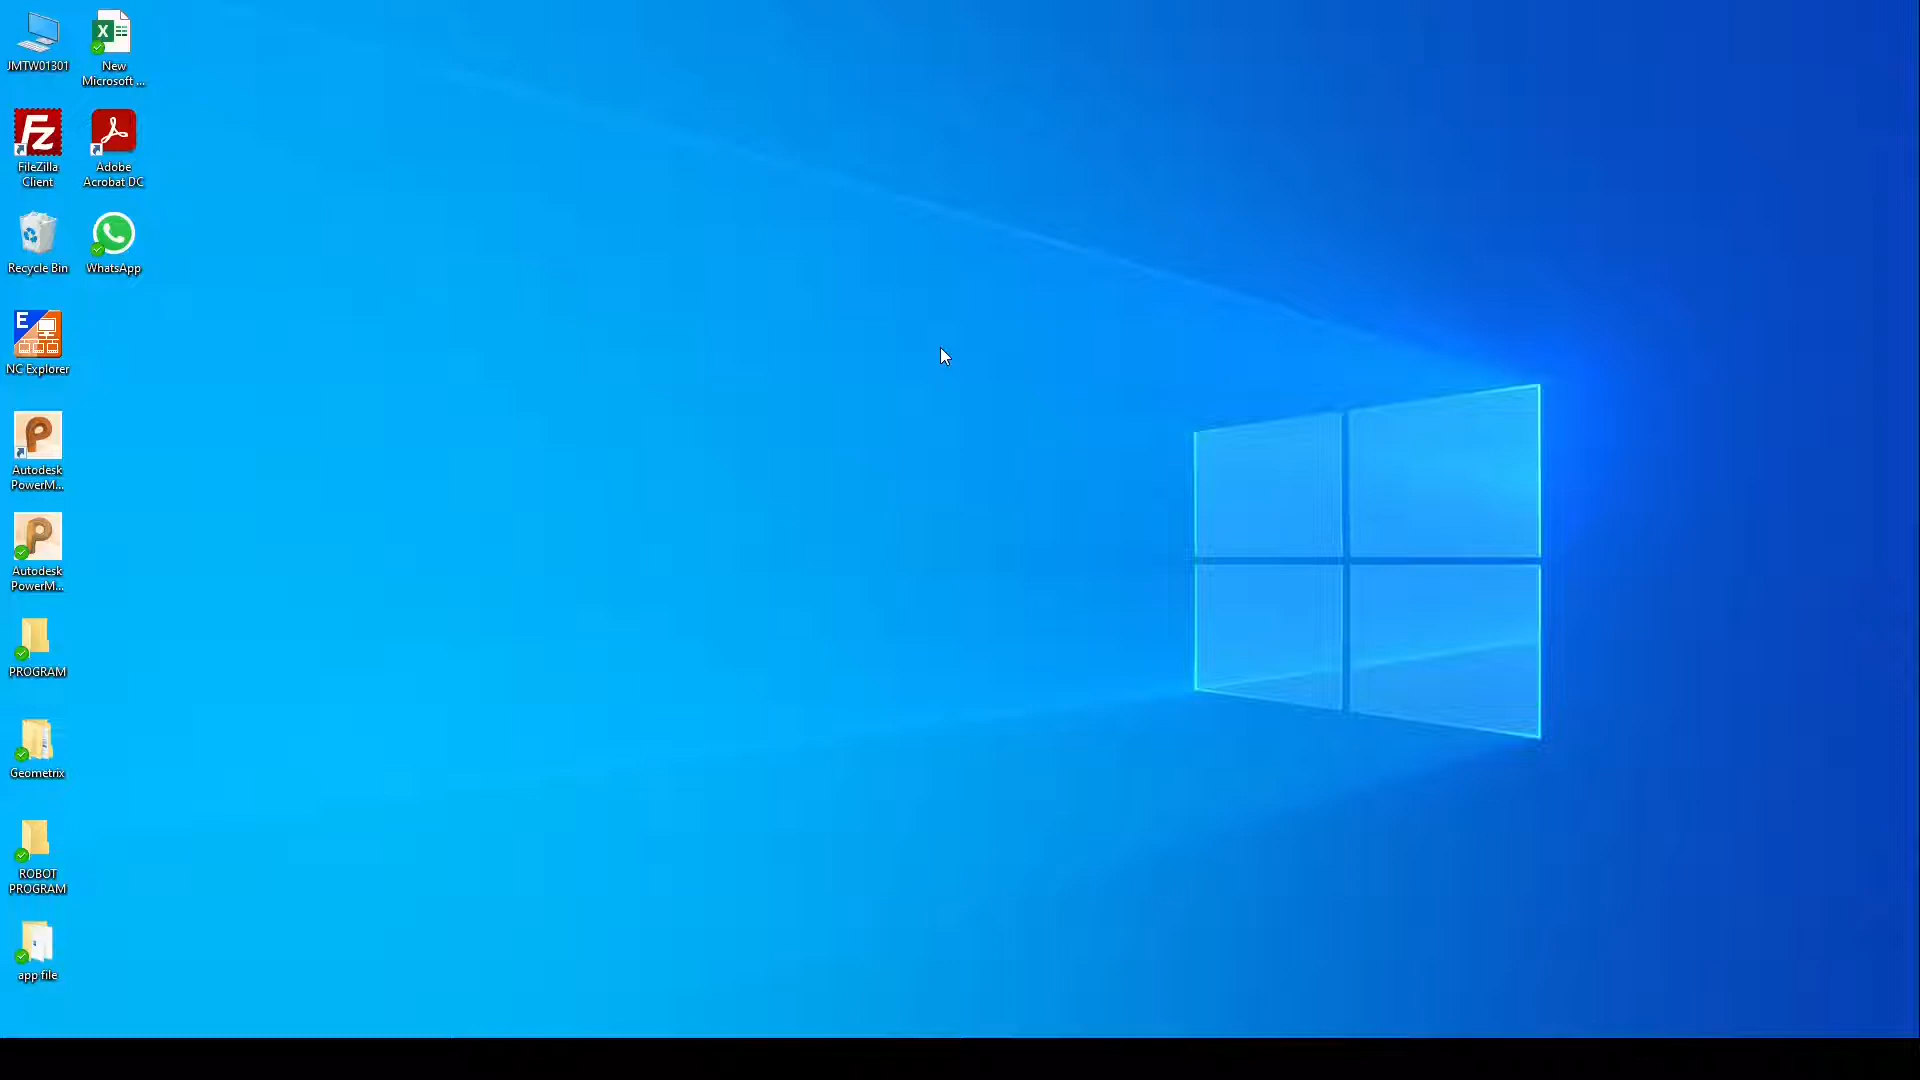 JMTW01301
New
Microsoft ...
FileZilla
Client
Adobe
Acrobat DC
Recycle Bin
WhatsApp
E
NC Explorer
Autodesk
PowerM...
Autodesk
PowerM...
PROGRAM
Geometrix
ROBOT
PROGRAM
app file